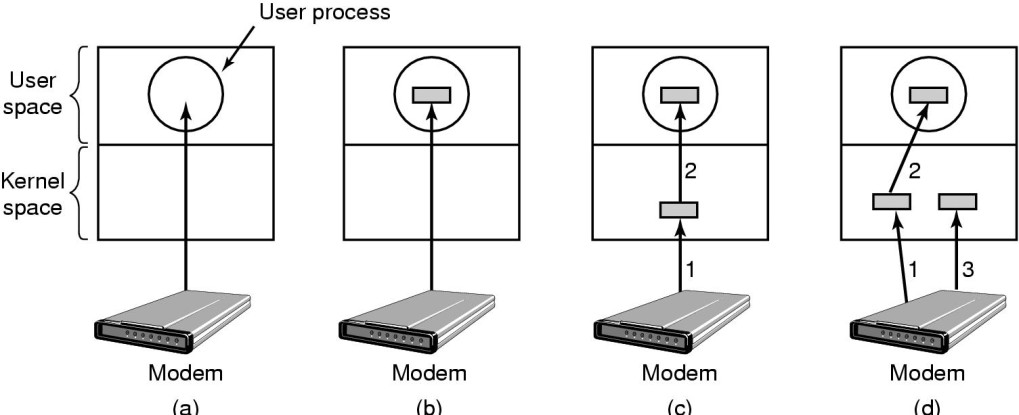 User process
User
space
Kernel
space
2
2
1
1
3
Modem
Modem
Modem
Modem
(a)
(b)
(c)
(d)